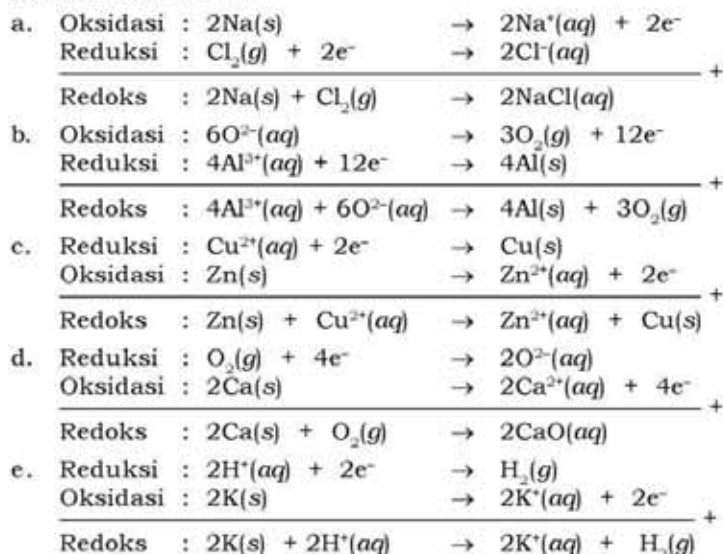 a. Oksidasi : 2Na(s) → 2Na⁺(aq) + 2e⁻
Reduksi : Cl₂(g) + 2e⁻ → 2Cl⁻(aq)
+
Redoks : 2Na(s) + Cl₂(g) → 2NaCl(aq)
b. Oksidasi : 6O²⁻(aq) → 3O₂(g) + 12e⁻
Reduksi : 4Al³⁺(aq) + 12e⁻ → 4Al(s)
+
Redoks : 4Al³⁺(aq) + 6O²⁻(aq) → 4Al(s) + 3O₂(g)
c. Reduksi : Cu²⁺(aq) + 2e⁻ → Cu(s)
Oksidasi : Zn(s) → Zn²⁺(aq) + 2e⁻
+
Redoks : Zn(s) + Cu²⁺(aq) → Zn²⁺(aq) + Cu(s)
d. Reduksi : O₂(g) + 4e⁻ → 2O²⁻(aq)
Oksidasi : 2Ca(s) → 2Ca²⁺(aq) + 4e⁻
+
Redoks : 2Ca(s) + O₂(g) → 2CaO(aq)
e. Reduksi : 2H⁺(aq) + 2e⁻ → H₂(g)
Oksidasi : 2K(s) → 2K⁺(aq) + 2e⁻
+
Redoks : 2K(s) + 2H⁺(aq) → 2K⁺(aq) + H₂(g)